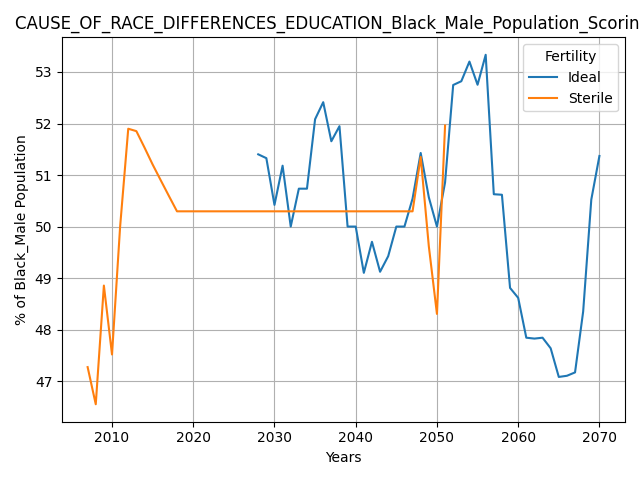 CAUSE_OF_RACE_DIFFERENCES_EDUCATION_Black_Male_Population_Scorin
Fertility
Ideal
Sterile
% of Black_Male Population
53
52
51
50
49
48
47
2010 2020 2030 2040 2050 2060 2070
Years